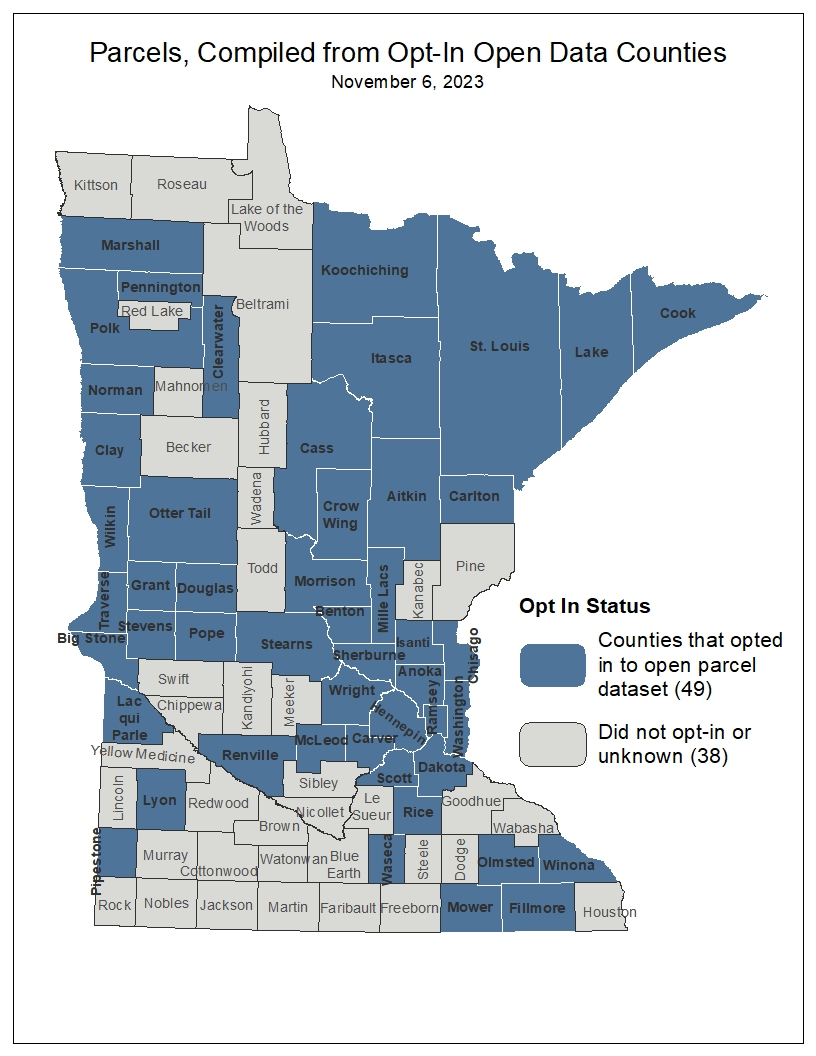 Parcels, Compiled from Opt-In Open Data Counties
November 6, 2023
Kittson
Roseau
Lake of the
Woods
Marshall
Koochiching
Pennington
Beltrami
Red Lake
Polk
Clearwater
Cook
St. Louis
Lake
Itasca
Norman
Mahnomen
Hubbard
Clay
Becker
Cass
Wadena
Aitkin
Carlton
Crow
Wing
Otter Tail
Wilkin
Todd
Pine
Kanabec
Grant
Douglas
Morrison
Mille Lacs
Traverse
Benton
Stevens
Pope
Big Stone
Stearns
Isanti
Chisago
Sherburne
Anoka
Swift
Kandiyohi
Meeker
Wright
Ramsey
Washington
Chippewa
Lac
qui
Parle
Hennepin
McLeod
Carver
Yellow Medicine
Renville
Dakota
Scott
Sibley
Lincoln
Lyon
Redwood
Nicollet
Le
Sueur
Rice
Goodhue
Brown
Wabasha
Pipestone
Murray
Cottonwood
Watonwan
Blue
Earth
Waseca
Steele
Dodge
Olmsted
Winona
Rock
Nobles
Jackson
Martin
Faribault
Freeborn
Mower
Fillmore
Houston
Opt In Status
Counties that opted
in to open parcel
dataset (49)
Did not opt-in or
unknown (38)